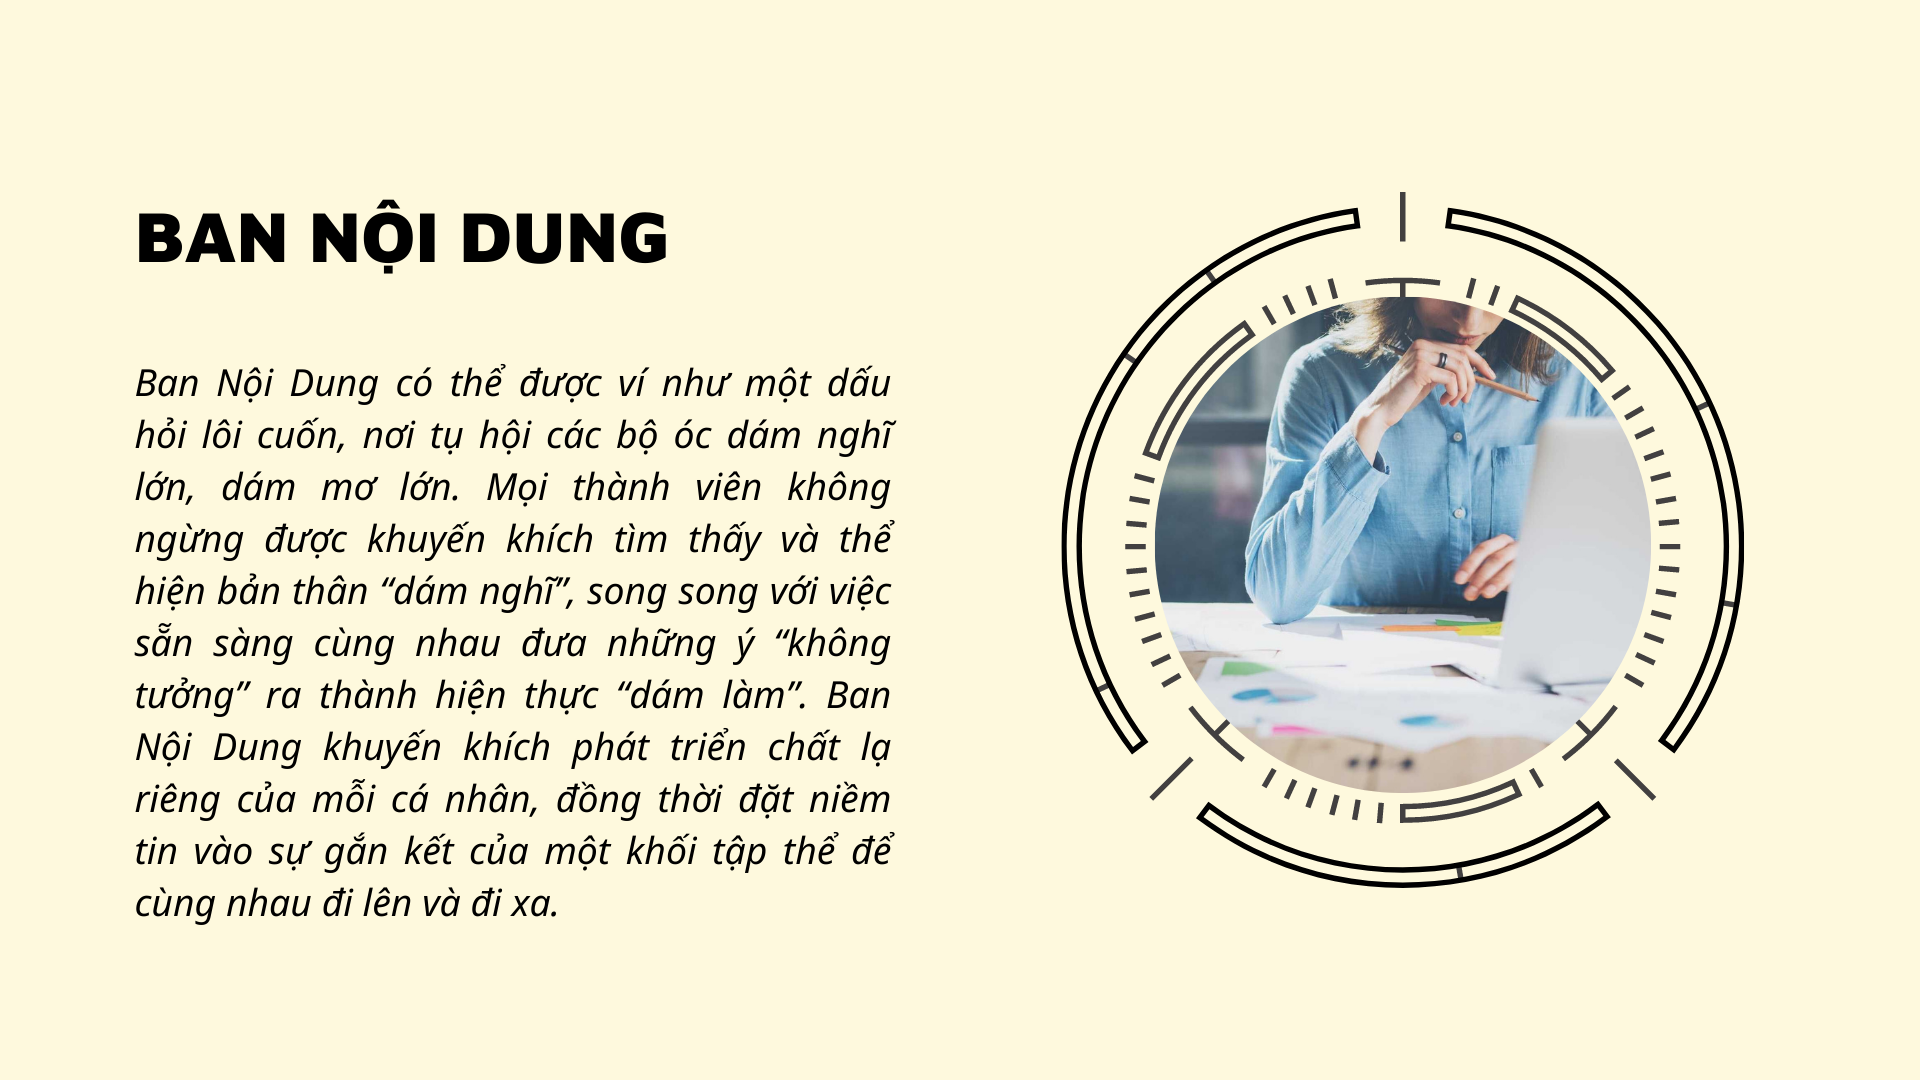 BAN NỘI DUNG
Ban Nội Dung có thể được ví như một dấu
hỏi lôi cuốn, nơi tụ hội các bộ óc dám nghĩ
lớn, dám mơ lớn. Mọi thành viên không
ngừng được khuyến khích tìm thấy và thể
hiện bản thân “dám nghĩ”, song song với việc
sẵn sàng cùng nhau đưa những ý “không
tưởng” ra thành hiện thực “dám làm”. Ban
Nội Dung khuyến khích phát triển chất lạ
riêng của mỗi cá nhân, đồng thời đặt niềm
tin vào sự gắn kết của một khối tập thể để
cùng nhau đi lên và đi xa.